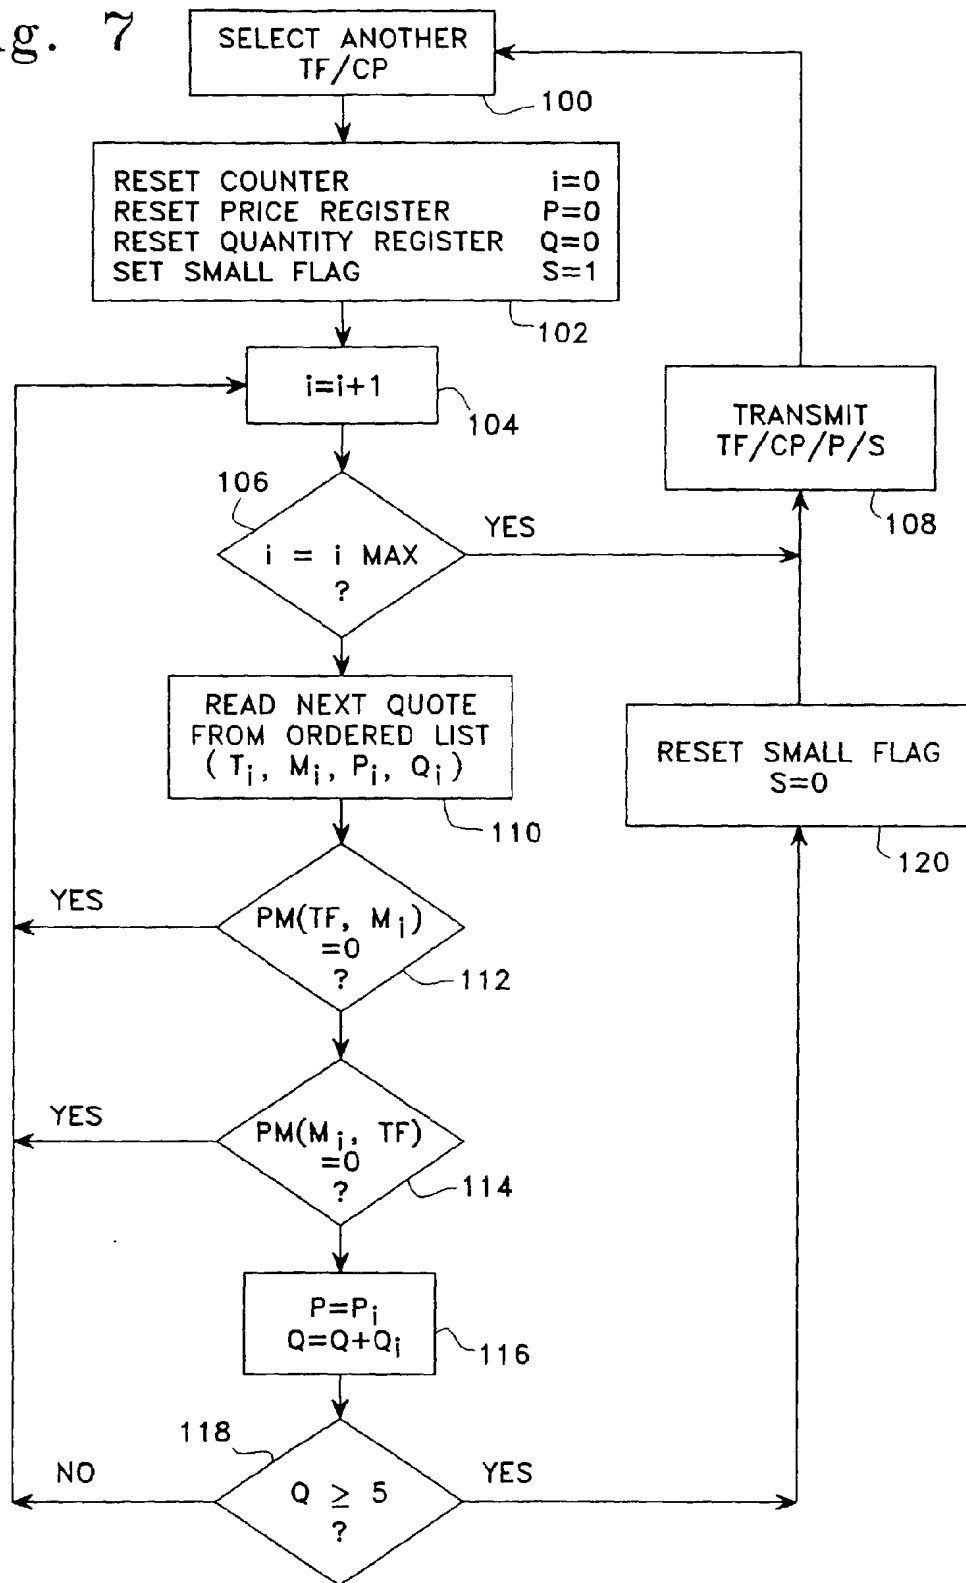 g. 7
SELECT ANOTHER
TF/CP
100
RESET COUNTER i=0
RESET PRICE REGISTER P=0
RESET QUANTITY REGISTER Q=0
SET SMALL FLAG S=1
102
i=i+1
104
TRANSMIT
TF/CP/P/S
108
106
i = i MAX
?
YES
READ NEXT QUOTE
FROM ORDERED LIST
( Ti, Mi, Pi, Qi )
110
RESET SMALL FLAG
S=0
120
YES
PM(TF, Mi)
=0
?
112
YES
PM(Mi, TF)
=0
?
114
P=Pi
Q=Q+Qi
116
118
NO
Q ≥ 5
?
YES